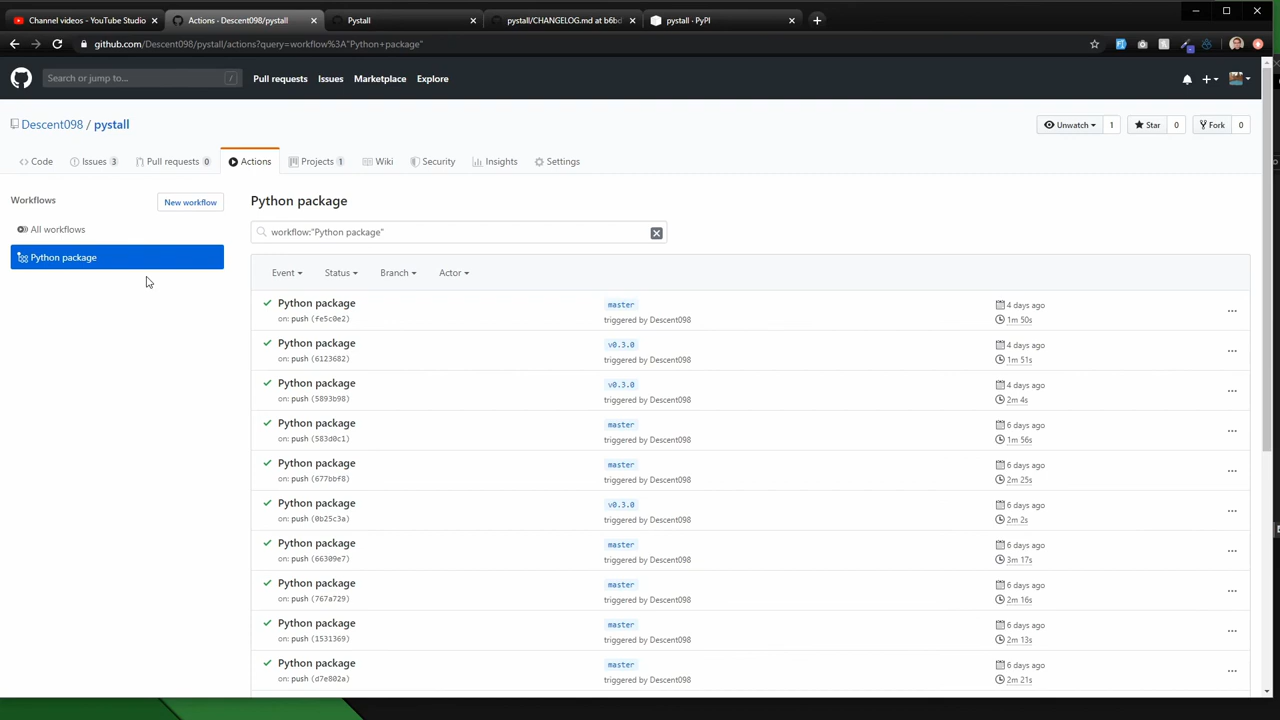 Channel videos - YouTube Studio
Actions · Descent098/pystall
Pystall
pystall/CHANGELOG.md at b6bd
pystall · PyPI
github.com/Descent098/pystall/actions?query=workflow%3A"Python+package"
Search or jump to...
/
Pull requests
Issues
Marketplace
Explore
Descent098 / pystall
Unwatch 1
Star 0
Fork 0
Code
Issues 3
Pull requests 0
Actions
Projects 1
Wiki
Security
Insights
Settings
Workflows
New workflow
All workflows
Python package
Python package
workflow:"Python package"
Event
Status
Branch
Actor
Python package master 4 days ago
on: push (fe5c0e2) triggered by Descent098 1m 50s
Python package v0.3.0 4 days ago
on: push (6123682) triggered by Descent098 1m 51s
Python package v0.3.0 4 days ago
on: push (5893b98) triggered by Descent098 2m 4s
Python package master 6 days ago
on: push (583d0c1) triggered by Descent098 1m 56s
Python package master 6 days ago
on: push (677bbf8) triggered by Descent098 2m 25s
Python package v0.3.0 6 days ago
on: push (0b25c3a) triggered by Descent098 2m 2s
Python package master 6 days ago
on: push (66309e7) triggered by Descent098 3m 17s
Python package master 6 days ago
on: push (767a729) triggered by Descent098 2m 16s
Python package master 6 days ago
on: push (1531369) triggered by Descent098 2m 13s
Python package master 6 days ago
on: push (d7e802a) triggered by Descent098 2m 21s